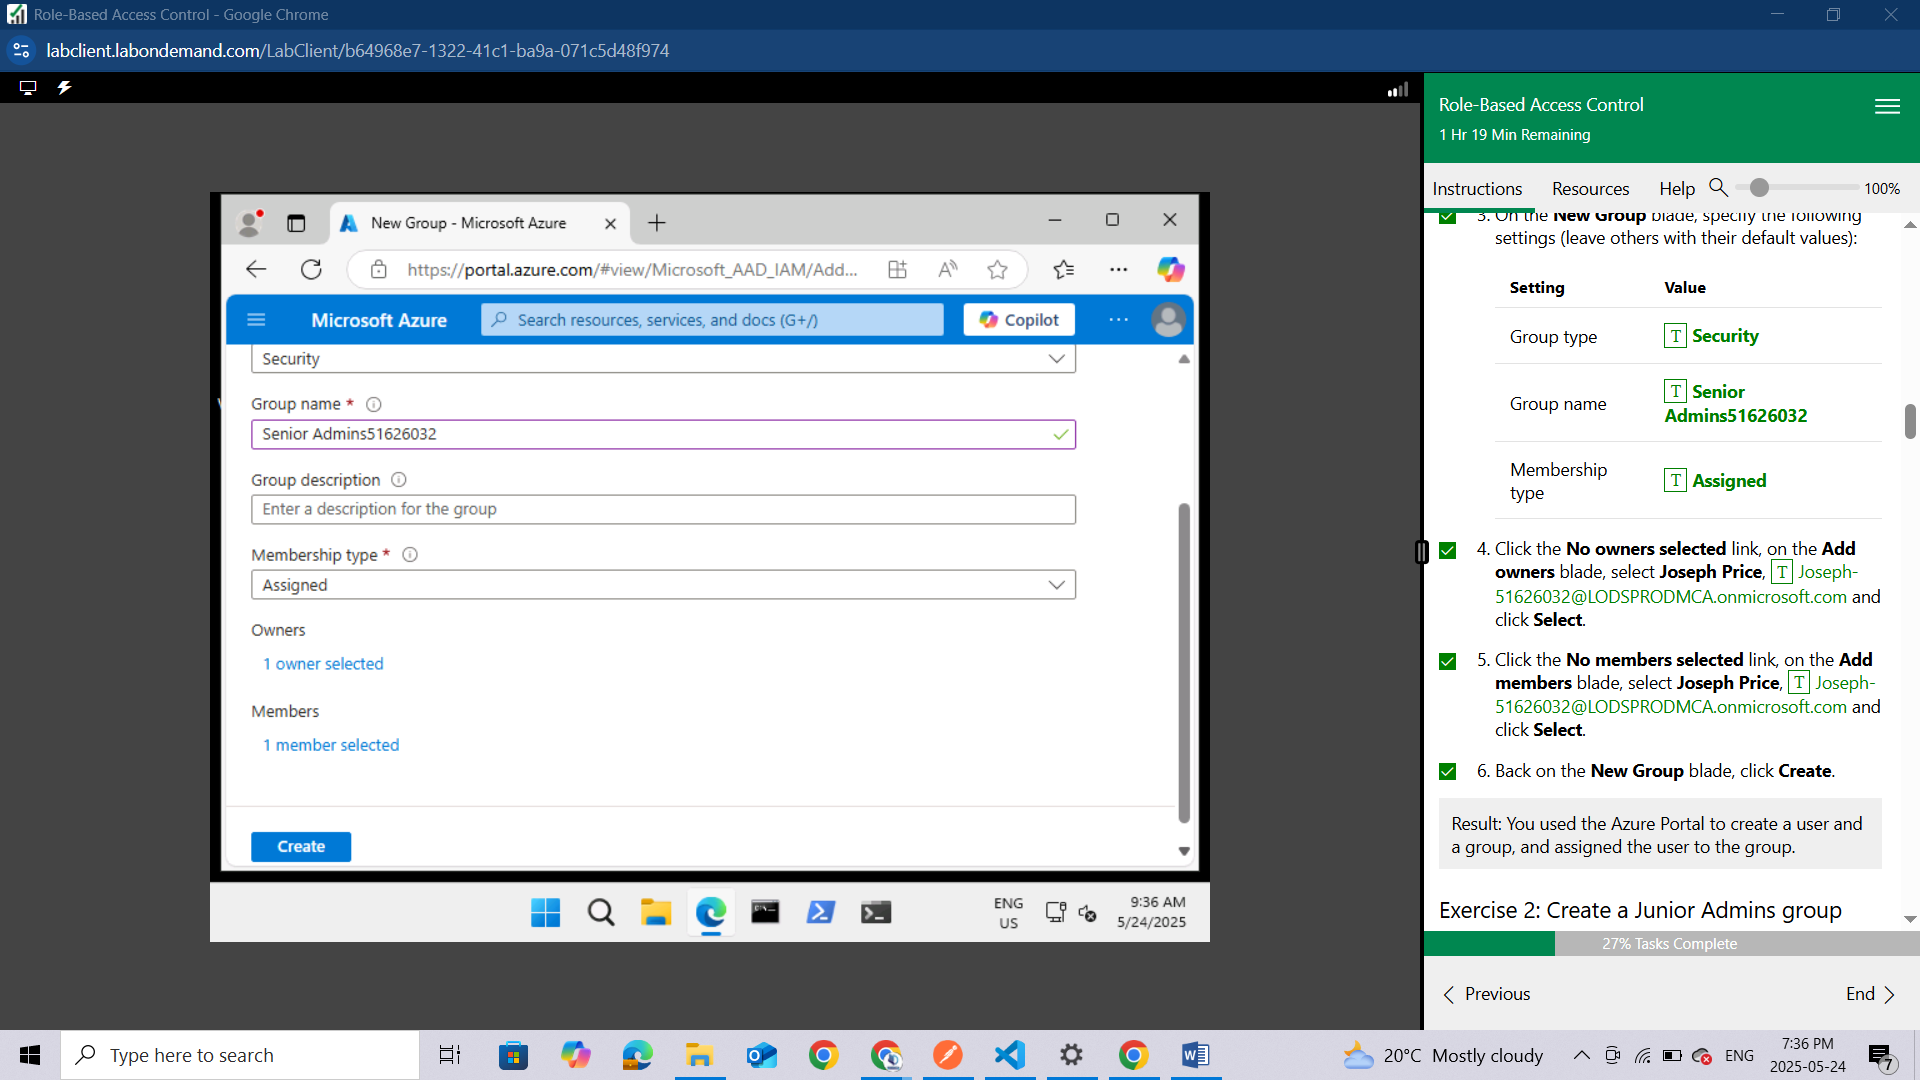 Role-Based Access Control - Google Chrome
labclient.labondemand.com/LabClient/b64968e7-1322-41c1-ba9a-071c5d48f974
New Group - Microsoft Azure
https://portal.azure.com/#view/Microsoft_AAD_IAM/Add...
Microsoft Azure
Search resources, services, and docs (G+/)
Copilot
Security
Group name *
Senior Admins51626032
Group description
Enter a description for the group
Membership type *
Assigned
Owners
1 owner selected
Members
1 member selected
Create
ENG
US
9:36 AM
5/24/2025
Role-Based Access Control
1 Hr 19 Min Remaining
Instructions
Resources
Help
100%
3. On the New Group blade, specify the following
settings (leave others with their default values):
Setting Value
Group type T Security
Group name T Senior
Admins51626032
Membership
type
T Assigned
4. Click the No owners selected link, on the Add
owners blade, select Joseph Price, T Joseph-
51626032@LODSPRODMCA.onmicrosoft.com and
click Select.
5. Click the No members selected link, on the Add
members blade, select Joseph Price, T Joseph-
51626032@LODSPRODMCA.onmicrosoft.com and
click Select.
6. Back on the New Group blade, click Create.
Result: You used the Azure Portal to create a user and
a group, and assigned the user to the group.
Exercise 2: Create a Junior Admins group
27% Tasks Complete
Previous
End
Type here to search
20°C Mostly cloudy
ENG
7:36 PM
2025-05-24
7